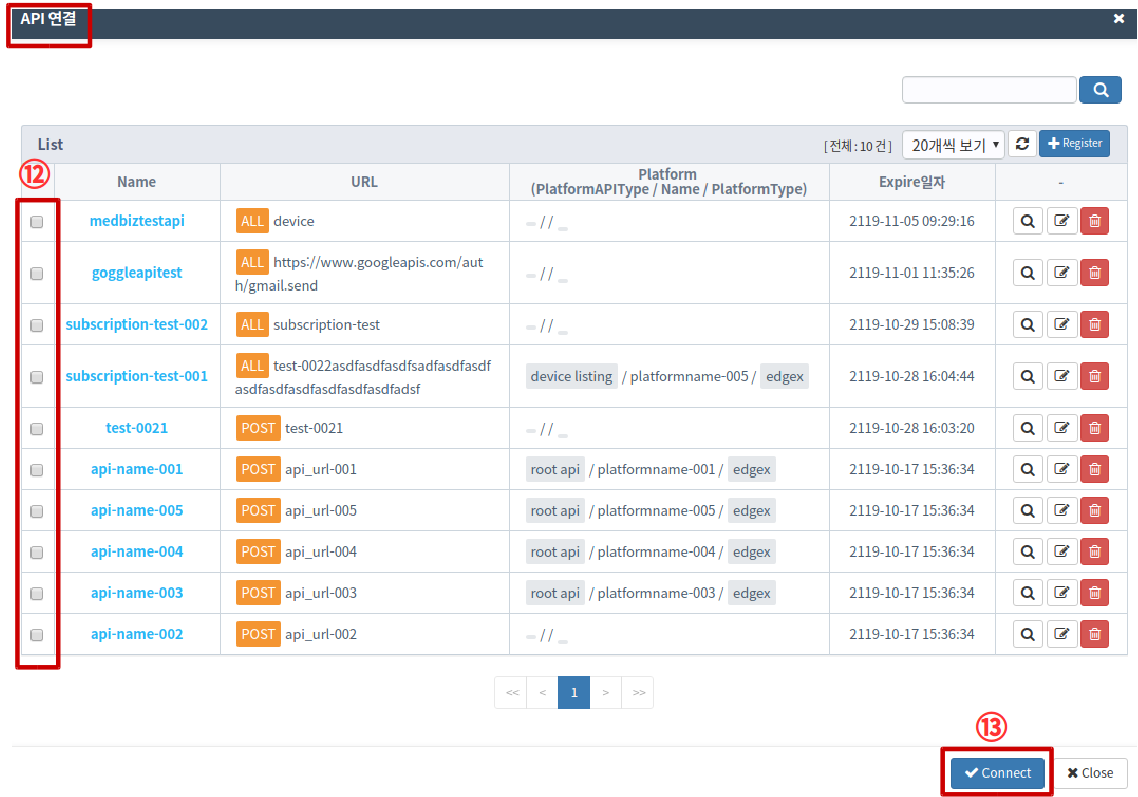 API 연결
List
[ 전체 : 10 건 ] 20개씩 보기 Register
⑫
Name URL Platform (PlatformAPIType / Name / PlatformType) Expire일자 -
medbiztestapi ALL device - // _ 2119-11-05 09:29:16
goggleapitest ALL https://www.googleapis.com/aut
h/gmail.send - // _ 2119-11-01 11:35:26
subscription-test-002 ALL subscription-test - // _ 2119-10-29 15:08:39
subscription-test-001 ALL test-0022asdfasdfasdfsadfasdfasdf
asdfasdfasdfasdfasdfasdfadsf device listing / platformname-005 / edgex 2119-10-28 16:04:44
test-0021 POST test-0021 - // _ 2119-10-28 16:03:20
api-name-001 POST api_url-001 root api / platformname-001 / edgex 2119-10-17 15:36:34
api-name-005 POST api_url-005 root api / platformname-005 / edgex 2119-10-17 15:36:34
api-name-004 POST api_url-004 root api / platformname-004 / edgex 2119-10-17 15:36:34
api-name-003 POST api_url-003 root api / platformname-003 / edgex 2119-10-17 15:36:34
api-name-002 POST api_url-002 - // _ 2119-10-17 15:36:34
<< < 1 > >>
⑬
Connect Close